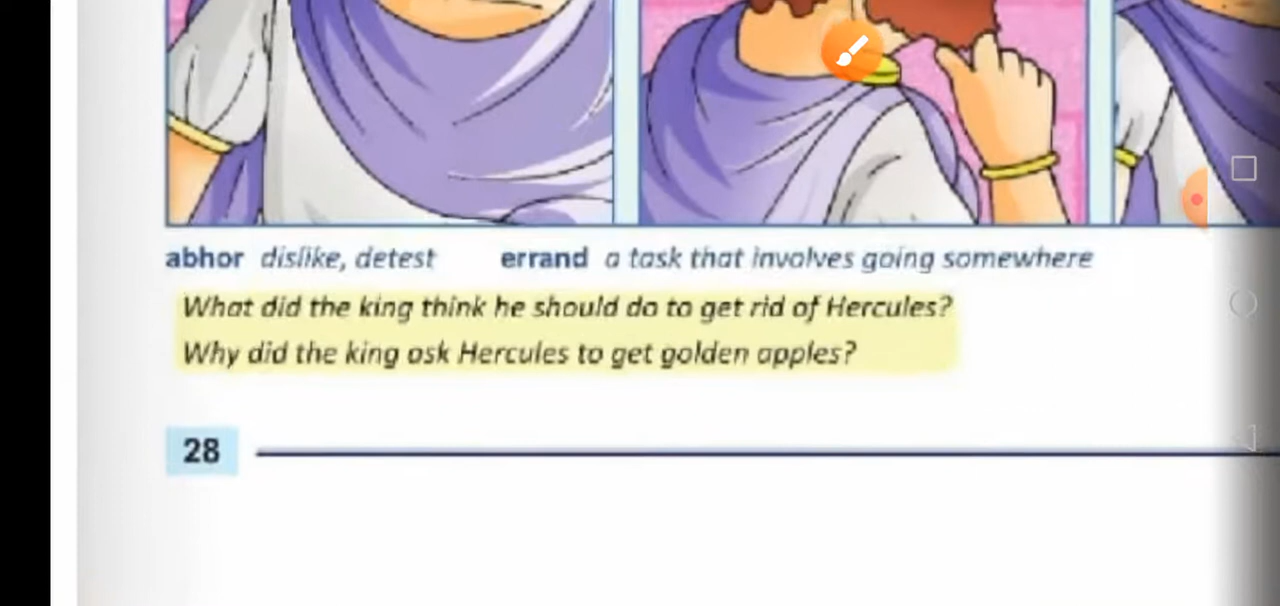 abhor dislike, detest errand a task that involves going somewhere
What did the king think he should do to get rid of Hercules?
Why did the king ask Hercules to get golden apples?
28